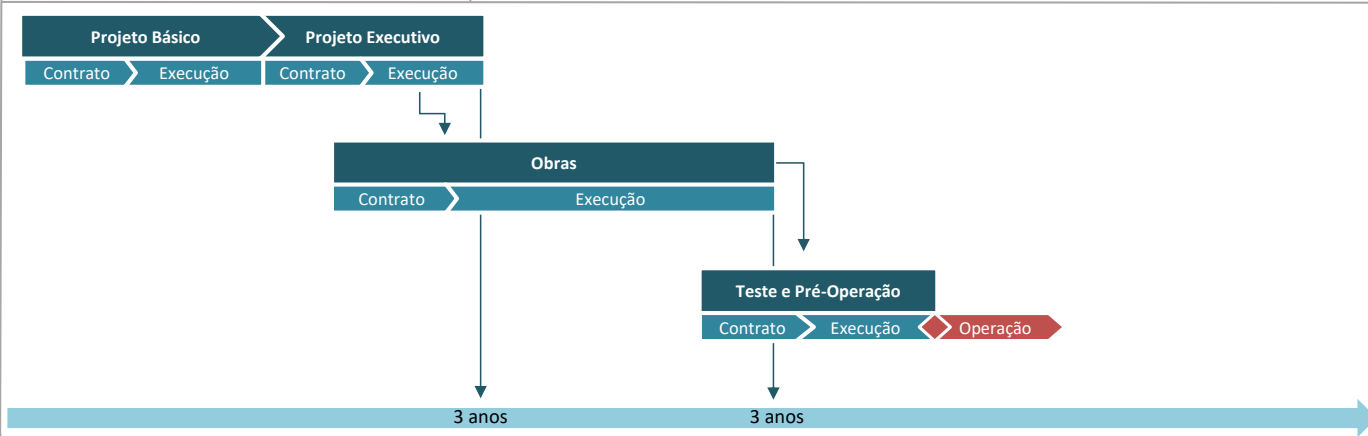 Projeto Básico Projeto Executivo
Contrato Execução Contrato Execução
Obras
Contrato Execução
Teste e Pré-Operação
Contrato Execução Operação
3 anos 3 anos